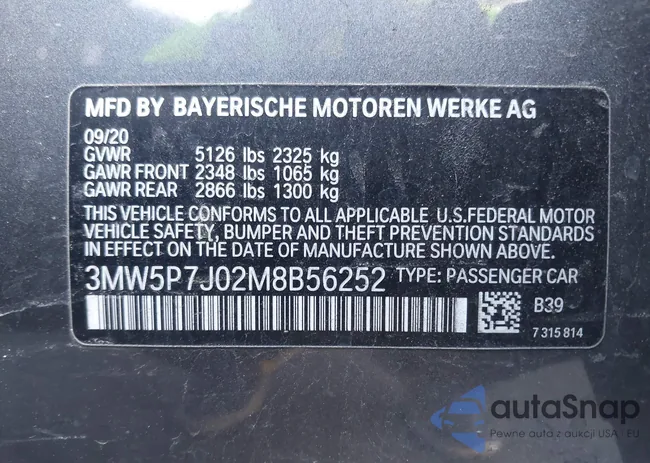 MFD BY BAYERISCHE MOTOREN WERKE AG
09/20
GVWR 5126 lbs 2325 kg
GAWR FRONT 2348 lbs 1065 kg
GAWR REAR 2866 lbs 1300 kg
THIS VEHICLE CONFORMS TO ALL APPLICABLE U.S.FEDERAL MOTOR
VEHICLE SAFETY, BUMPER AND THEFT PREVENTION STANDARDS
IN EFFECT ON THE DATE OF MANUFACTURE SHOWN ABOVE.
3MW5P7J02M8B56252 TYPE: PASSENGER CAR
B39
7 315 814
autaSnap
Pewne auta z aukcji USA i EU